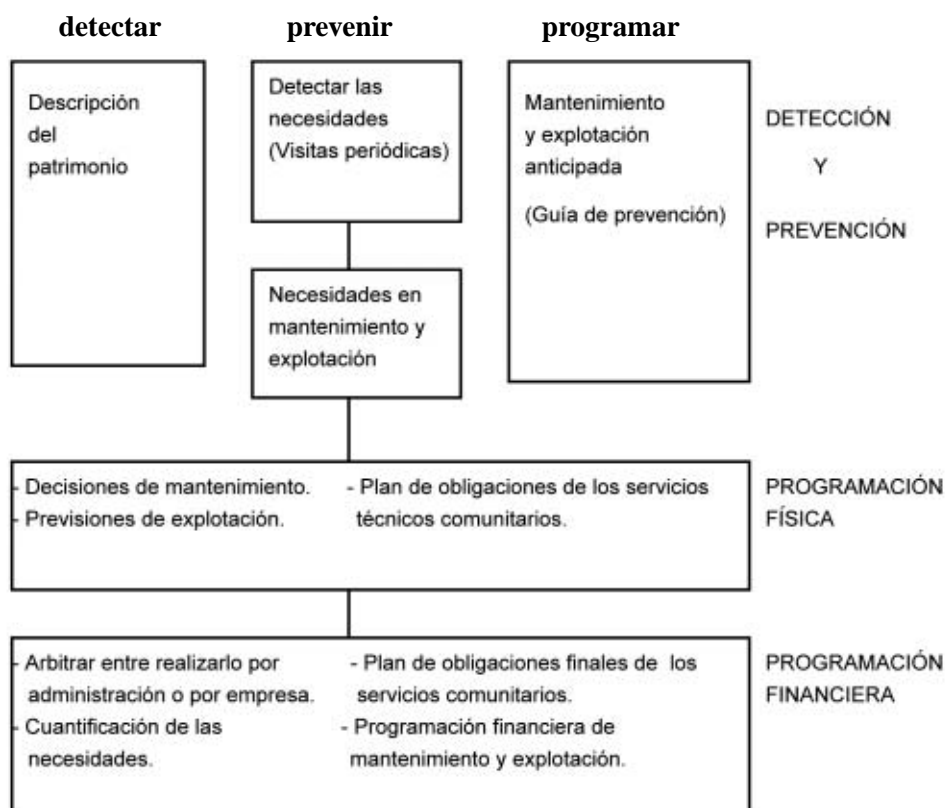 detectar prevenir programar
Descripción
del
patrimonio
Detectar las
necesidades
(Visitas periódicas)
Mantenimiento
y explotación
anticipada
(Guía de prevención)
DETECCIÓN
Y
PREVENCIÓN
Necesidades en
mantenimiento y
explotación
- Decisiones de mantenimiento.
- Previsiones de explotación.
- Plan de obligaciones de los servicios
técnicos comunitarios.
PROGRAMACIÓN
FÍSICA
- Arbitrar entre realizarlo por
administración o por empresa.
- Cuantificación de las
necesidades.
- Plan de obligaciones finales de los
servicios comunitarios.
- Programación financiera de
mantenimiento y explotación.
PROGRAMACIÓN
FINANCIERA